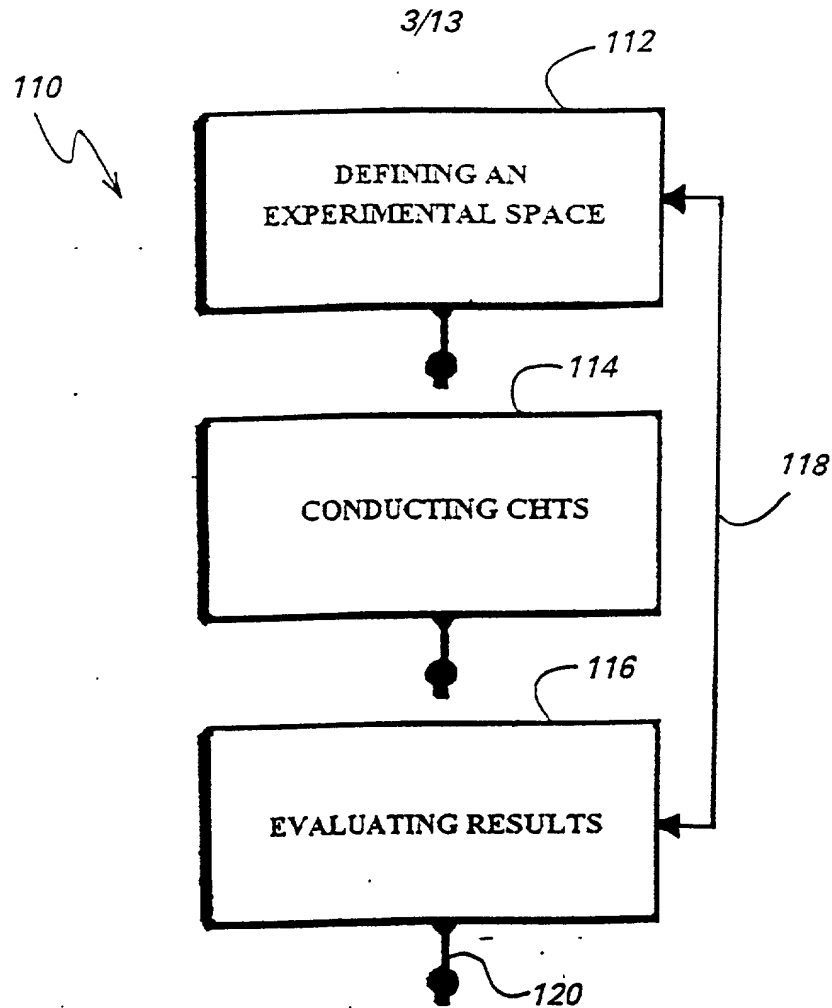 3/13
112
110
DEFINING AN
EXPERIMENTAL SPACE
114
118
CONDUCTING CHTS
116
EVALUATING RESULTS
120